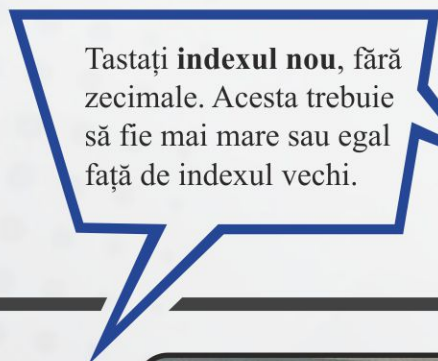 Tastați indexul nou, fără
zecimale. Acesta trebuie
să fie mai mare sau egal
față de indexul vechi.